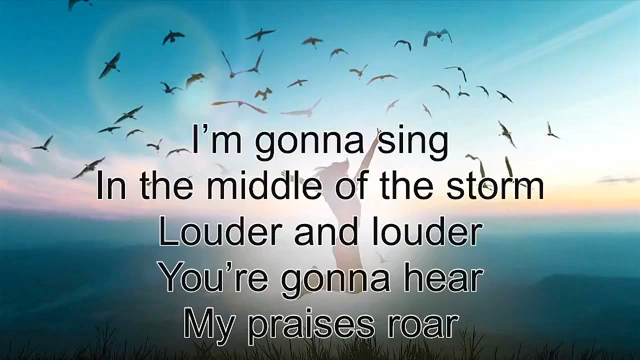 I’m gonna sing
In the middle of the storm
Louder and louder
You’re gonna hear
My praises roar